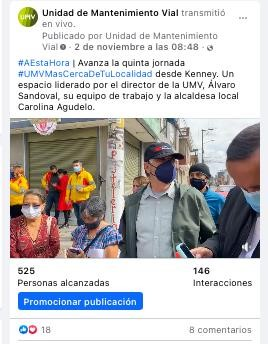 Unidad de Mantenimiento Vial transmitió
en vivo.
Publicado por Unidad de Mantenimiento
Vial · 2 de noviembre a las 08:48 ·
#AEstaHora | Avanza la quinta jornada
#UMVMasCercaDeTuLocalidad desde Kenney. Un
espacio liderado por el director de la UMV, Álvaro
Sandoval, su equipo de trabajo y la alcaldesa local
Carolina Agudelo.
525
Personas alcanzadas
146
Interacciones
Promocionar publicación
18
8 comentarios